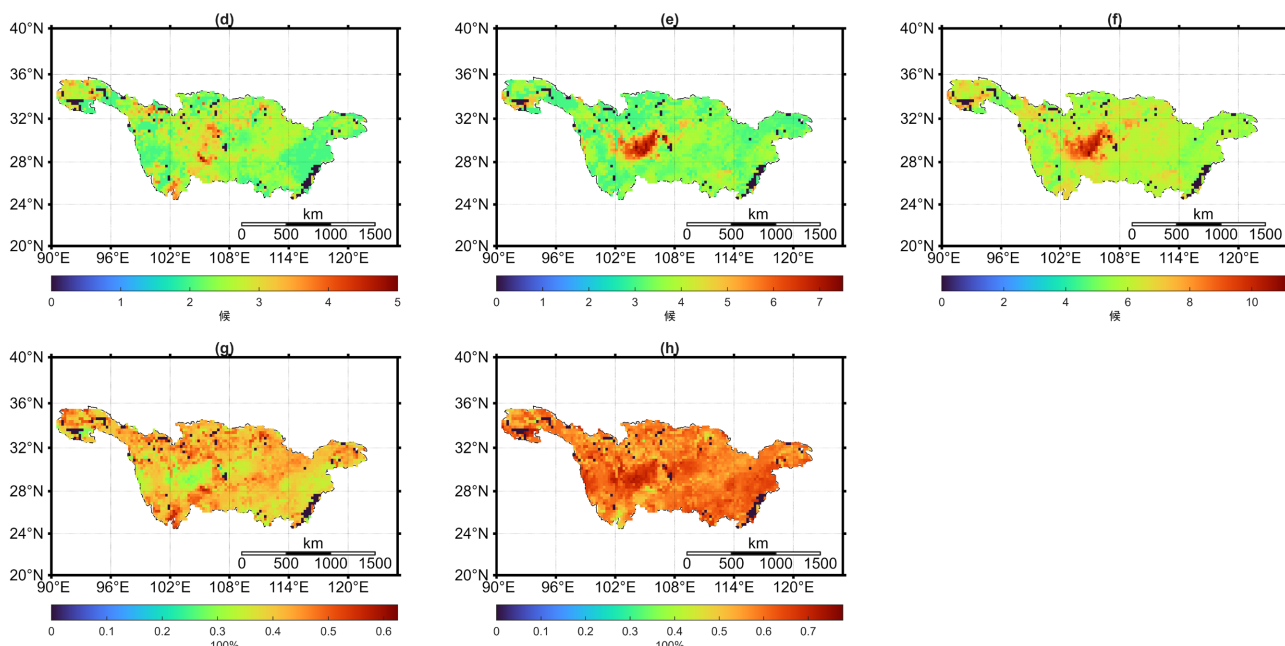 (d)
40°N
36°N
32°N
28°N
24°N
20°N
km
0 500 1000 1500
90°E 96°E 102°E 108°E 114°E 120°E
0 1 2 3 4 5
候
(e)
40°N
36°N
32°N
28°N
24°N
20°N
km
0 500 1000 1500
90°E 96°E 102°E 108°E 114°E 120°E
0 1 2 3 4 5 6 7
候
(f)
40°N
36°N
32°N
28°N
24°N
20°N
km
0 500 1000 1500
90°E 96°E 102°E 108°E 114°E 120°E
0 2 4 6 8 10
候
(g)
40°N
36°N
32°N
28°N
24°N
20°N
km
0 500 1000 1500
90°E 96°E 102°E 108°E 114°E 120°E
0 0.1 0.2 0.3 0.4 0.5 0.6
100%
(h)
40°N
36°N
32°N
28°N
24°N
20°N
km
0 500 1000 1500
90°E 96°E 102°E 108°E 114°E 120°E
0 0.1 0.2 0.3 0.4 0.5 0.6 0.7
100%